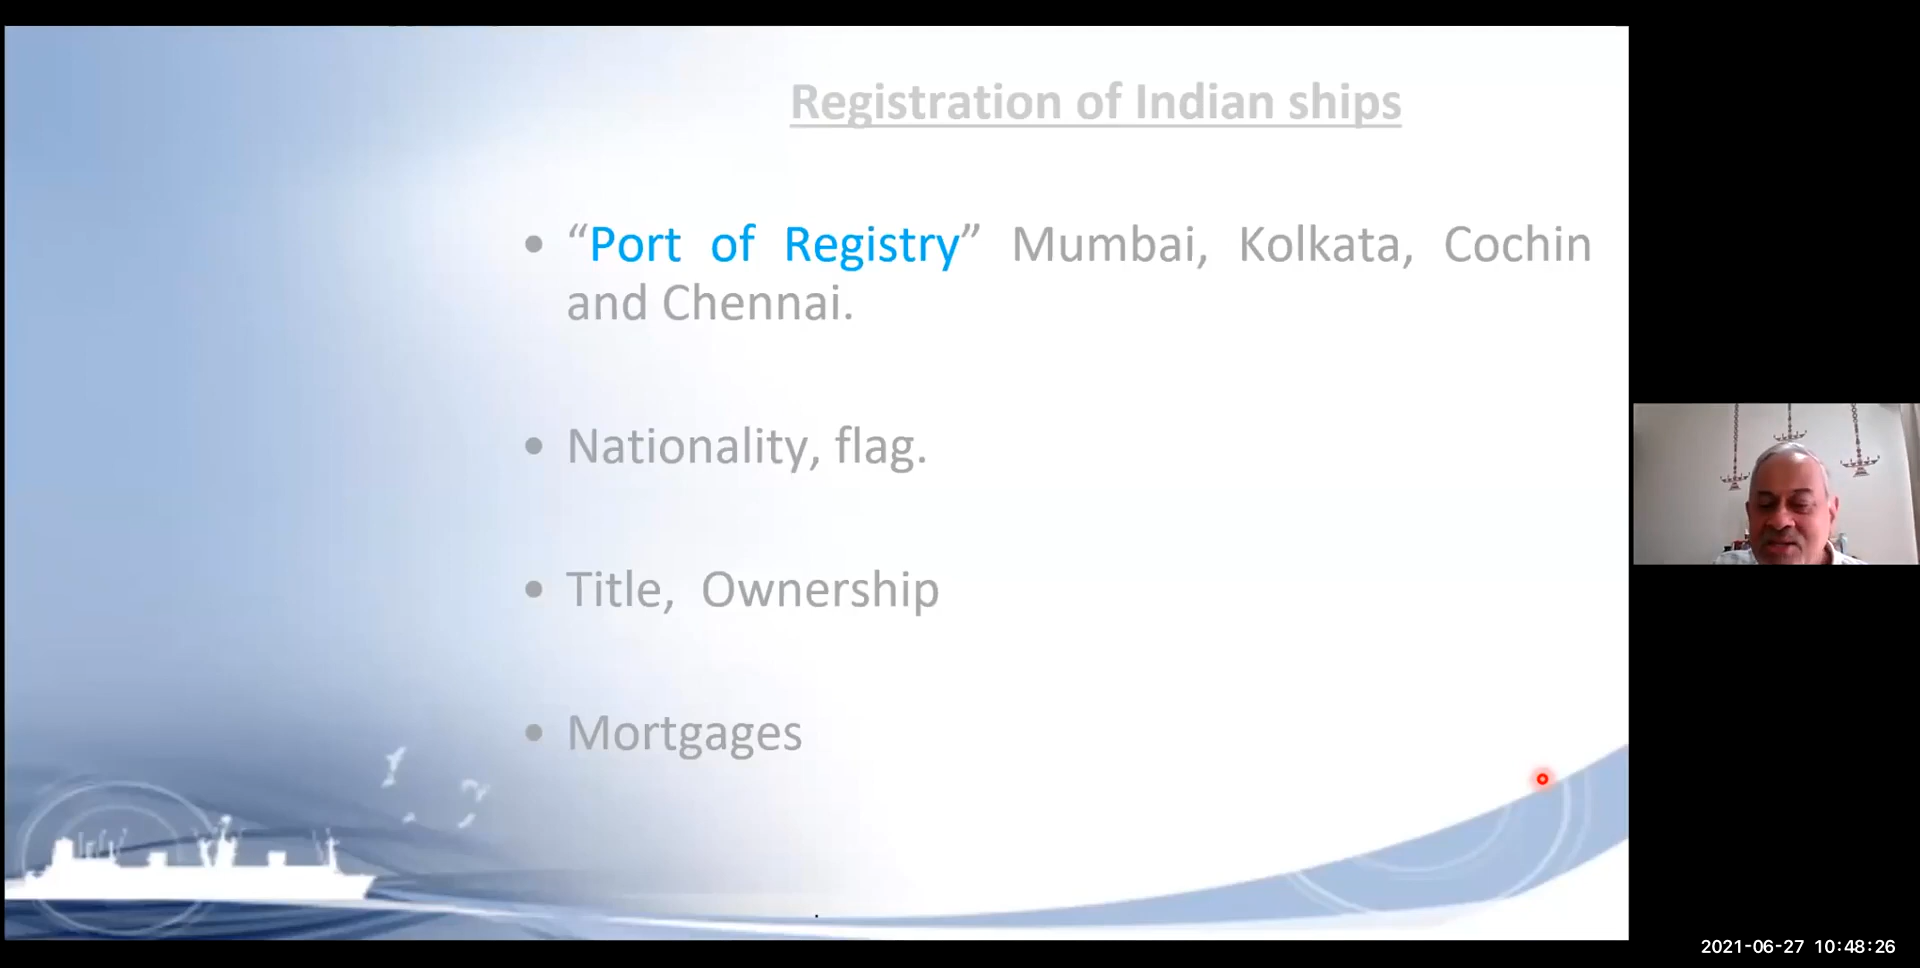 Registration of Indian ships
• “Port of Registry” Mumbai, Kolkata, Cochin
and Chennai.
• Nationality, flag.
• Title, Ownership
• Mortgages
2021-06-27 10:48:26